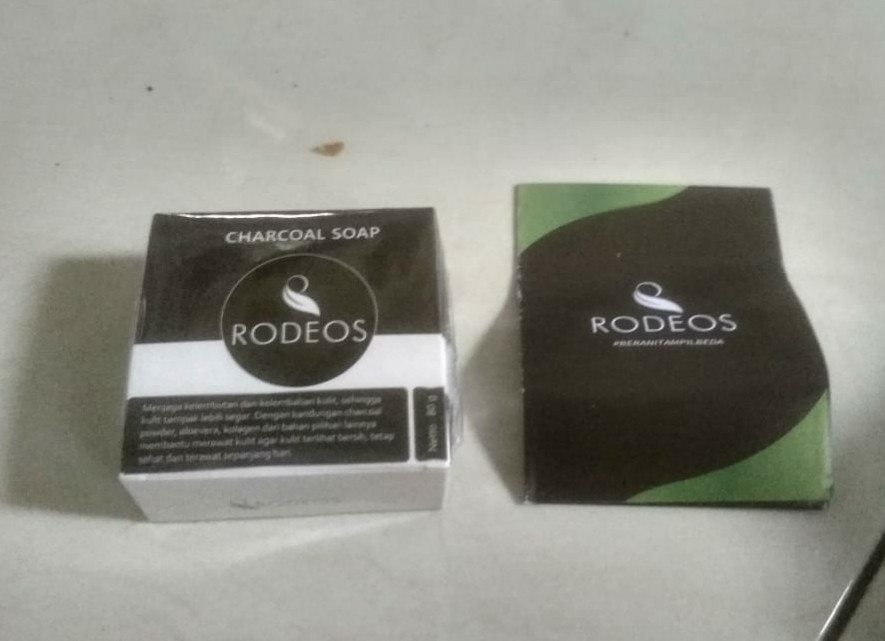 CHARCOAL SOAP
RODEOS
Menjaga kelembutan dan kelembaban kulit, sehingga
kulit tampak lebih segar. Dengan kandungan charcoal
powder, aloevera, kolagen dan bahan pilihan lainnya
membantu merawat kulit agar kulit terlihat bersih, tetap
sehat dan terawat sepanjang hari.
Netto 80 g
RODEOS
#BERANITAMPILBEDA